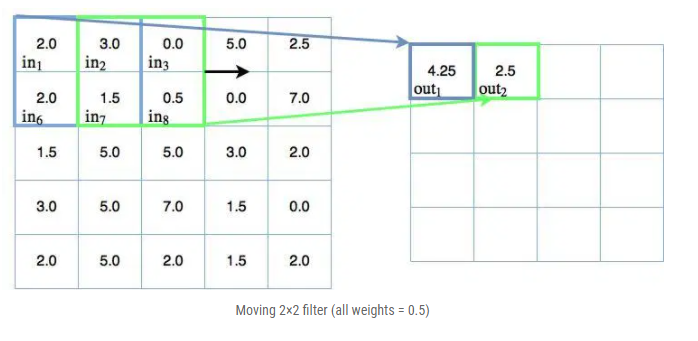 2.0 3.0 0.0 5.0 2.5
in1 in2 in3
2.0 1.5 0.5 0.0 7.0
in6 in7 in8
1.5 5.0 5.0 3.0 2.0
3.0 5.0 7.0 1.5 0.0
2.0 5.0 2.0 1.5 2.0
4.25 2.5
out1 out2
Moving 2×2 filter (all weights = 0.5)